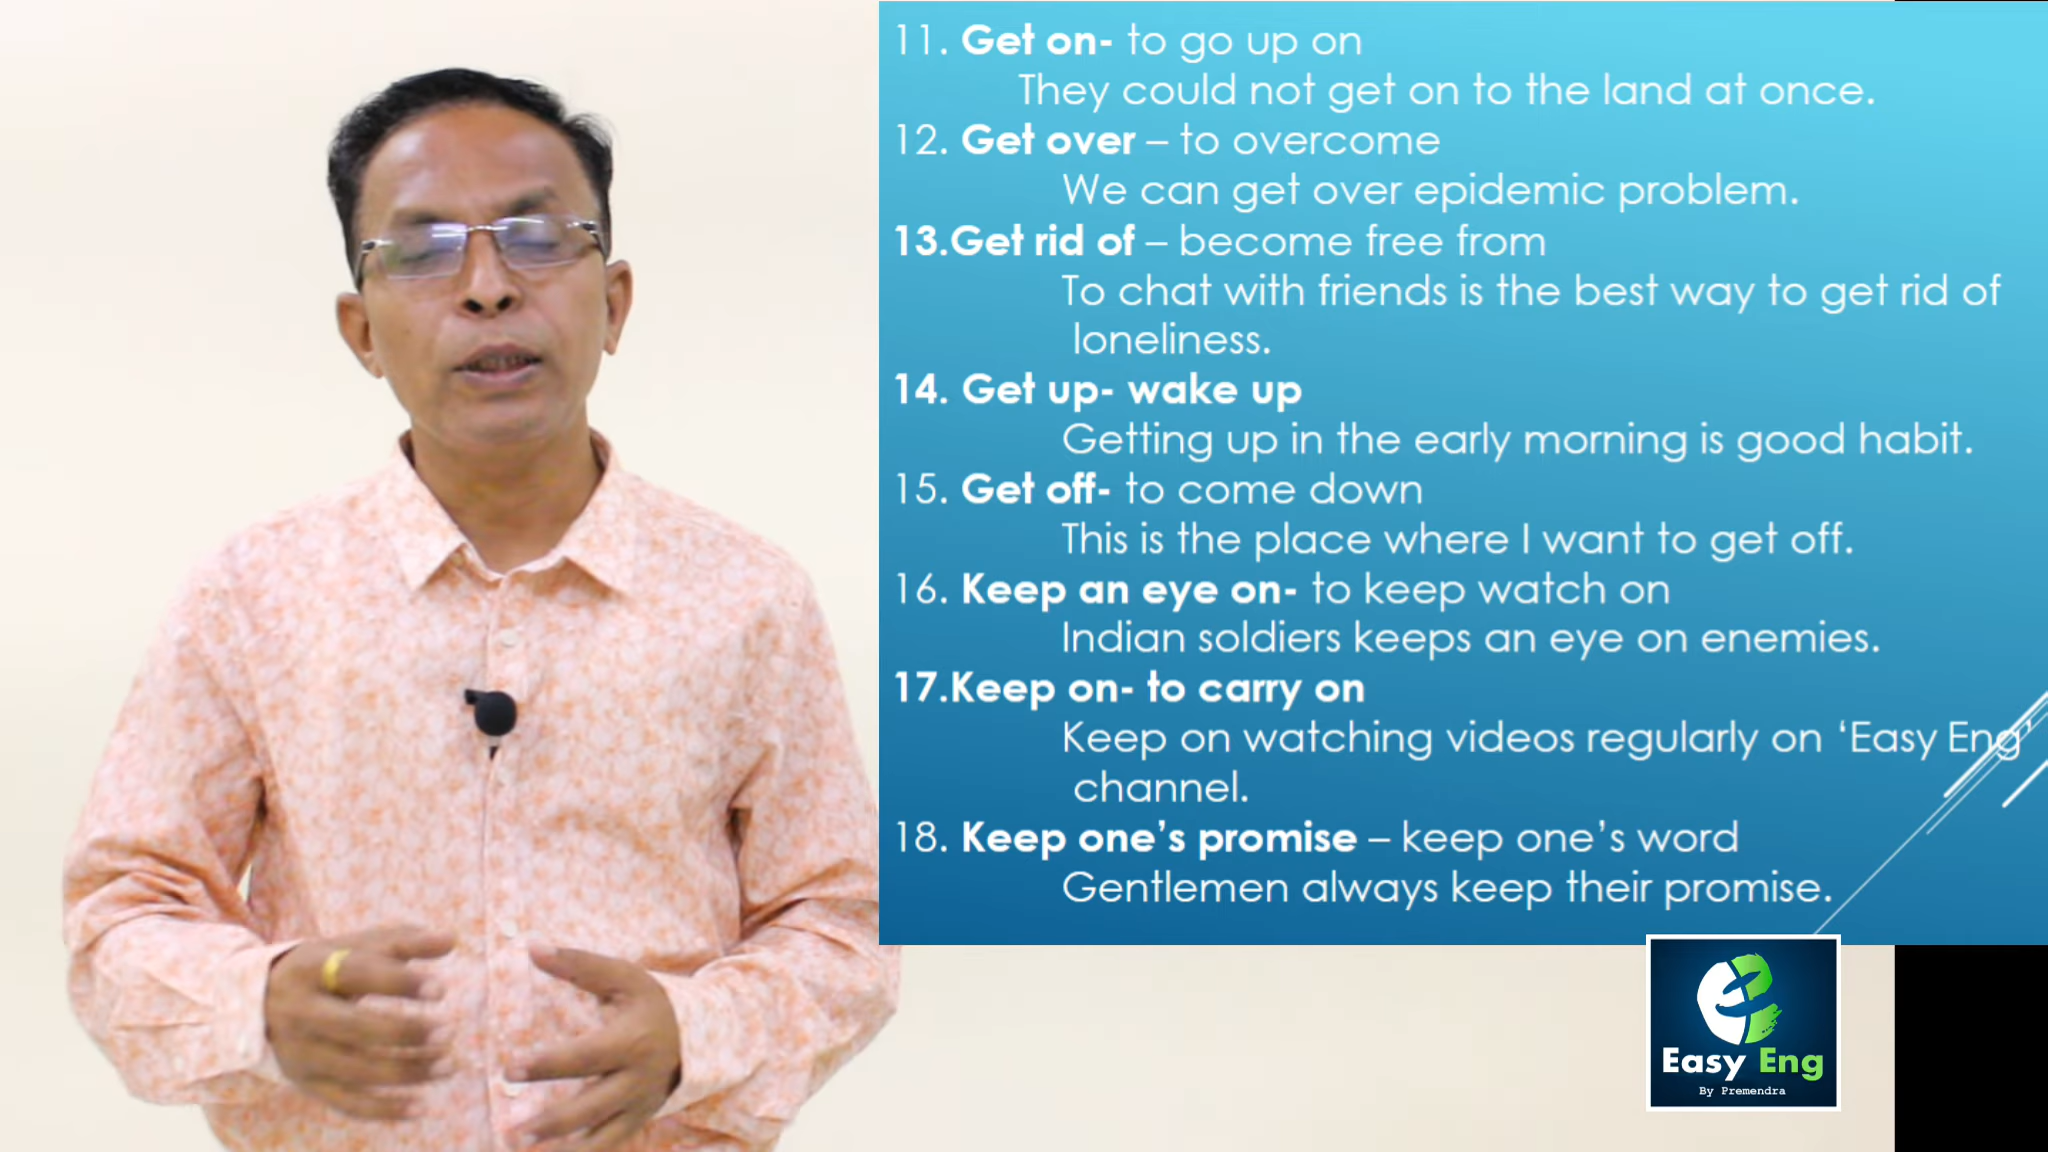 11. Get on- to go up on
They could not get on to the land at once.
12. Get over – to overcome
We can get over epidemic problem.
13.Get rid of – become free from
To chat with friends is the best way to get rid of
loneliness.
14. Get up- wake up
Getting up in the early morning is good habit.
15. Get off- to come down
This is the place where I want to get off.
16. Keep an eye on- to keep watch on
Indian soldiers keeps an eye on enemies.
17.Keep on- to carry on
Keep on watching videos regularly on ‘Easy Eng’
channel.
18. Keep one’s promise – keep one’s word
Gentlemen always keep their promise.
Easy Eng
By Premendra